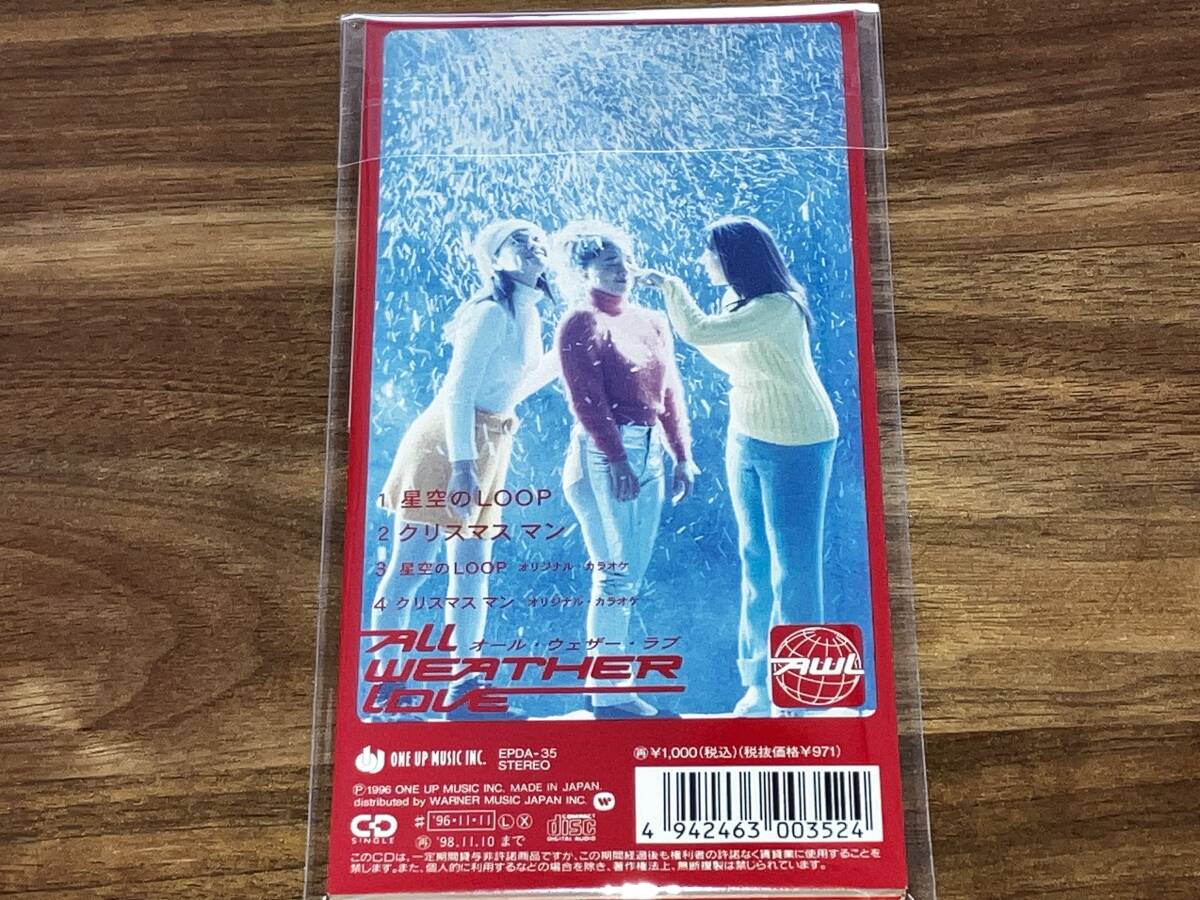 1 星空のLOOP
2 クリスマス マン
3 星空のLOOP オリジナル・カラオケ
4 クリスマス マン オリジナル・カラオケ
ALL オール・ウェザー・ラブ
WEATHER
LOVE
AWL
ONE UP MUSIC INC. EPDA-35
STEREO
再 ¥1,000(税込)(税抜価格¥971)
Ⓟ1996 ONE UP MUSIC INC. MADE IN JAPAN.
distributed by WARNER MUSIC JAPAN INC.
CD SINGLE
♯ '96・11・11 Ⓛ Ⓧ
COMPACT disc DIGITAL AUDIO
再 '98.11.10 まで
4 942463 003524
このCDは、一定期間貸与非許諾商品ですが、この期間経過後も権利者の許諾なく賃貸業に使用することを
禁します。また、個人的に利用するなどの場合を除き、著作権法上、無断複製は禁じられています。